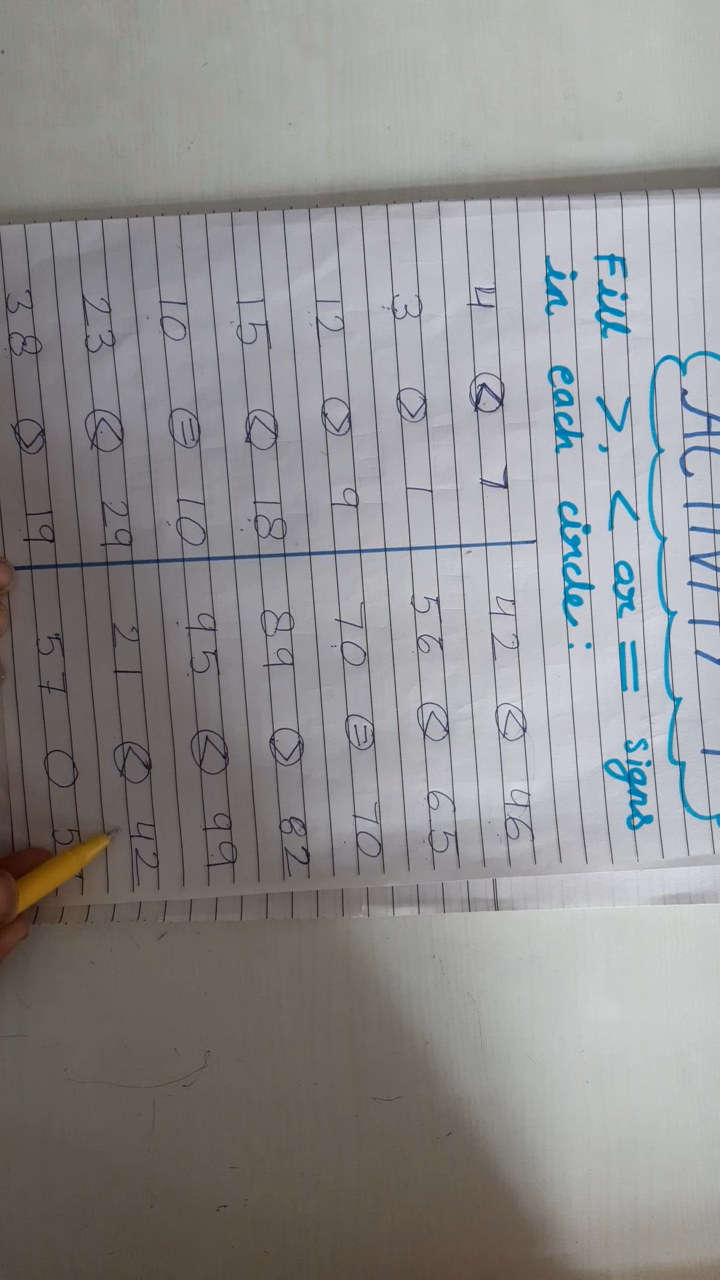 ACTIVITY
Fill >, < or = signs
in each circle:
4 < 7 42 < 46
3 > 1 56 < 65
12 > 9 70 = 70
15 < 18 89 > 82
10 = 10 95 < 99
23 < 29 21 < 42
38 > 19 57 ○